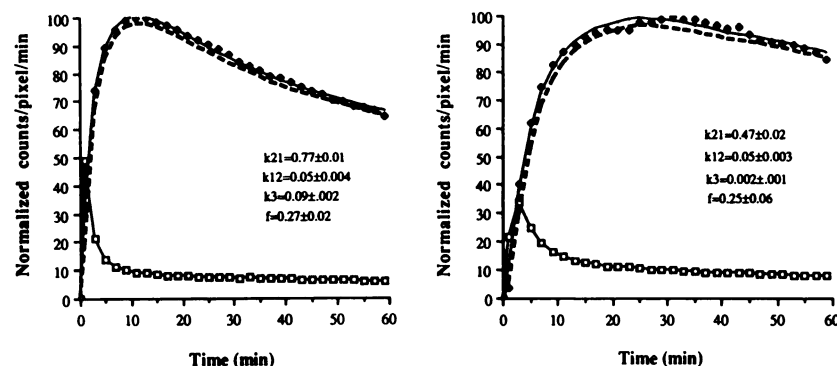 Normalized counts/pixel/min
100
90
80
70
60
50
40
30
20
10
0
k21=0.77±0.01
k12=0.05±0.004
k3=0.09±.002
f=0.27±0.02
0 10 20 30 40 50 60
Time (min)
Normalized counts/pixel/min
100
90
80
70
60
50
40
30
20
10
0
k21=0.47±0.02
k12=0.05±0.003
k3=0.002±.001
f=0.25±0.06
0 10 20 30 40 50 60
Time (min)